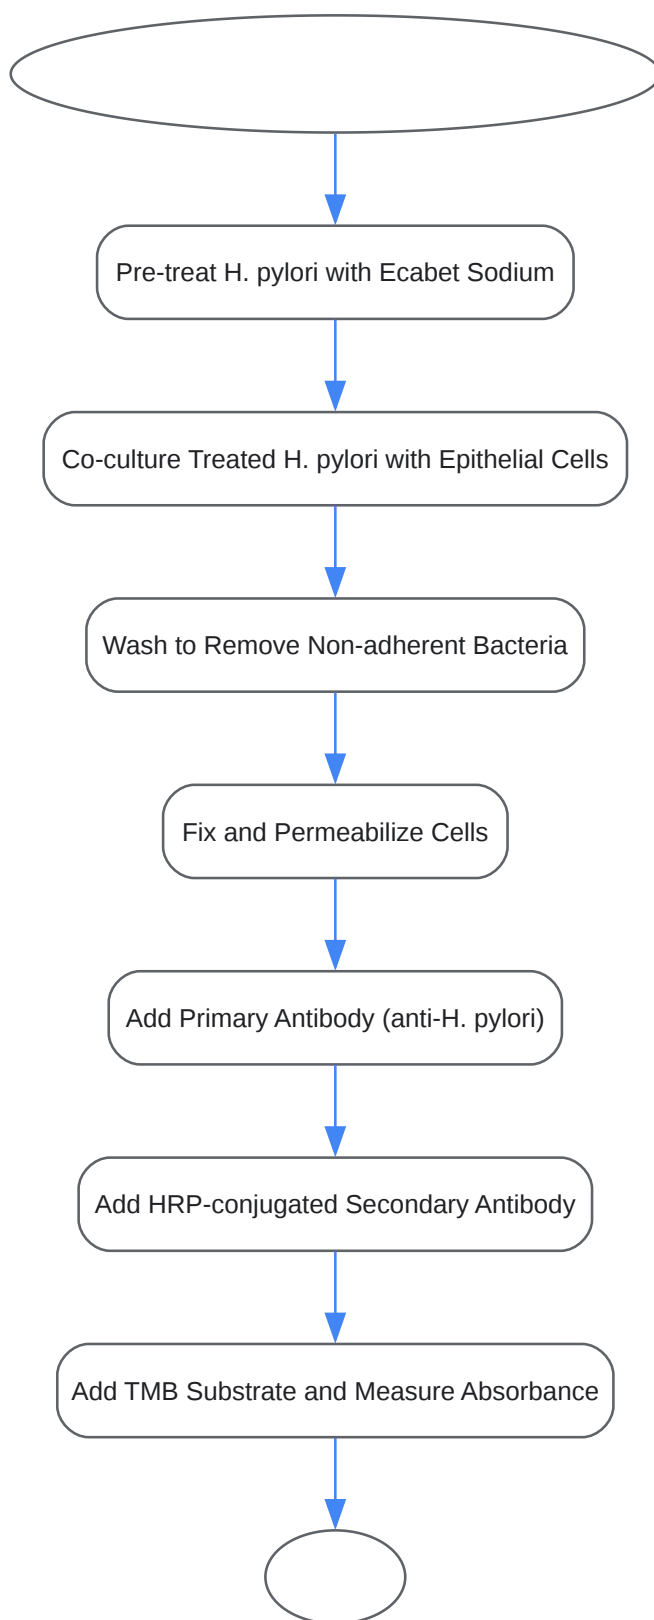 Pre-treat H. pylori with Ecabet Sodium
Co-culture Treated H. pylori with Epithelial Cells
Wash to Remove Non-adherent Bacteria
Fix and Permeabilize Cells
Add Primary Antibody (anti-H. pylori)
Add HRP-conjugated Secondary Antibody
Add TMB Substrate and Measure Absorbance